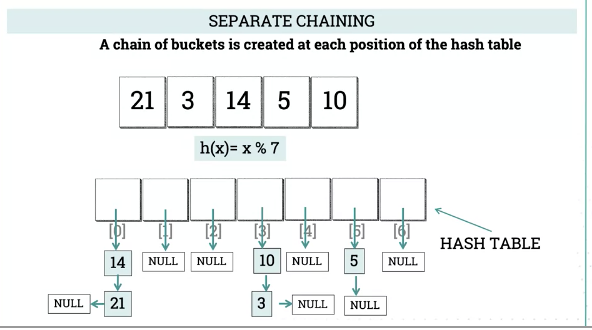 SEPARATE CHAINING
A chain of buckets is created at each position of the hash table
21 3 14 5 10
h(x)= x % 7
[0] [1] [2] [3] [4] [5] [6]
HASH TABLE
14 NULL NULL 10 NULL 5 NULL
NULL 21 3 NULL NULL